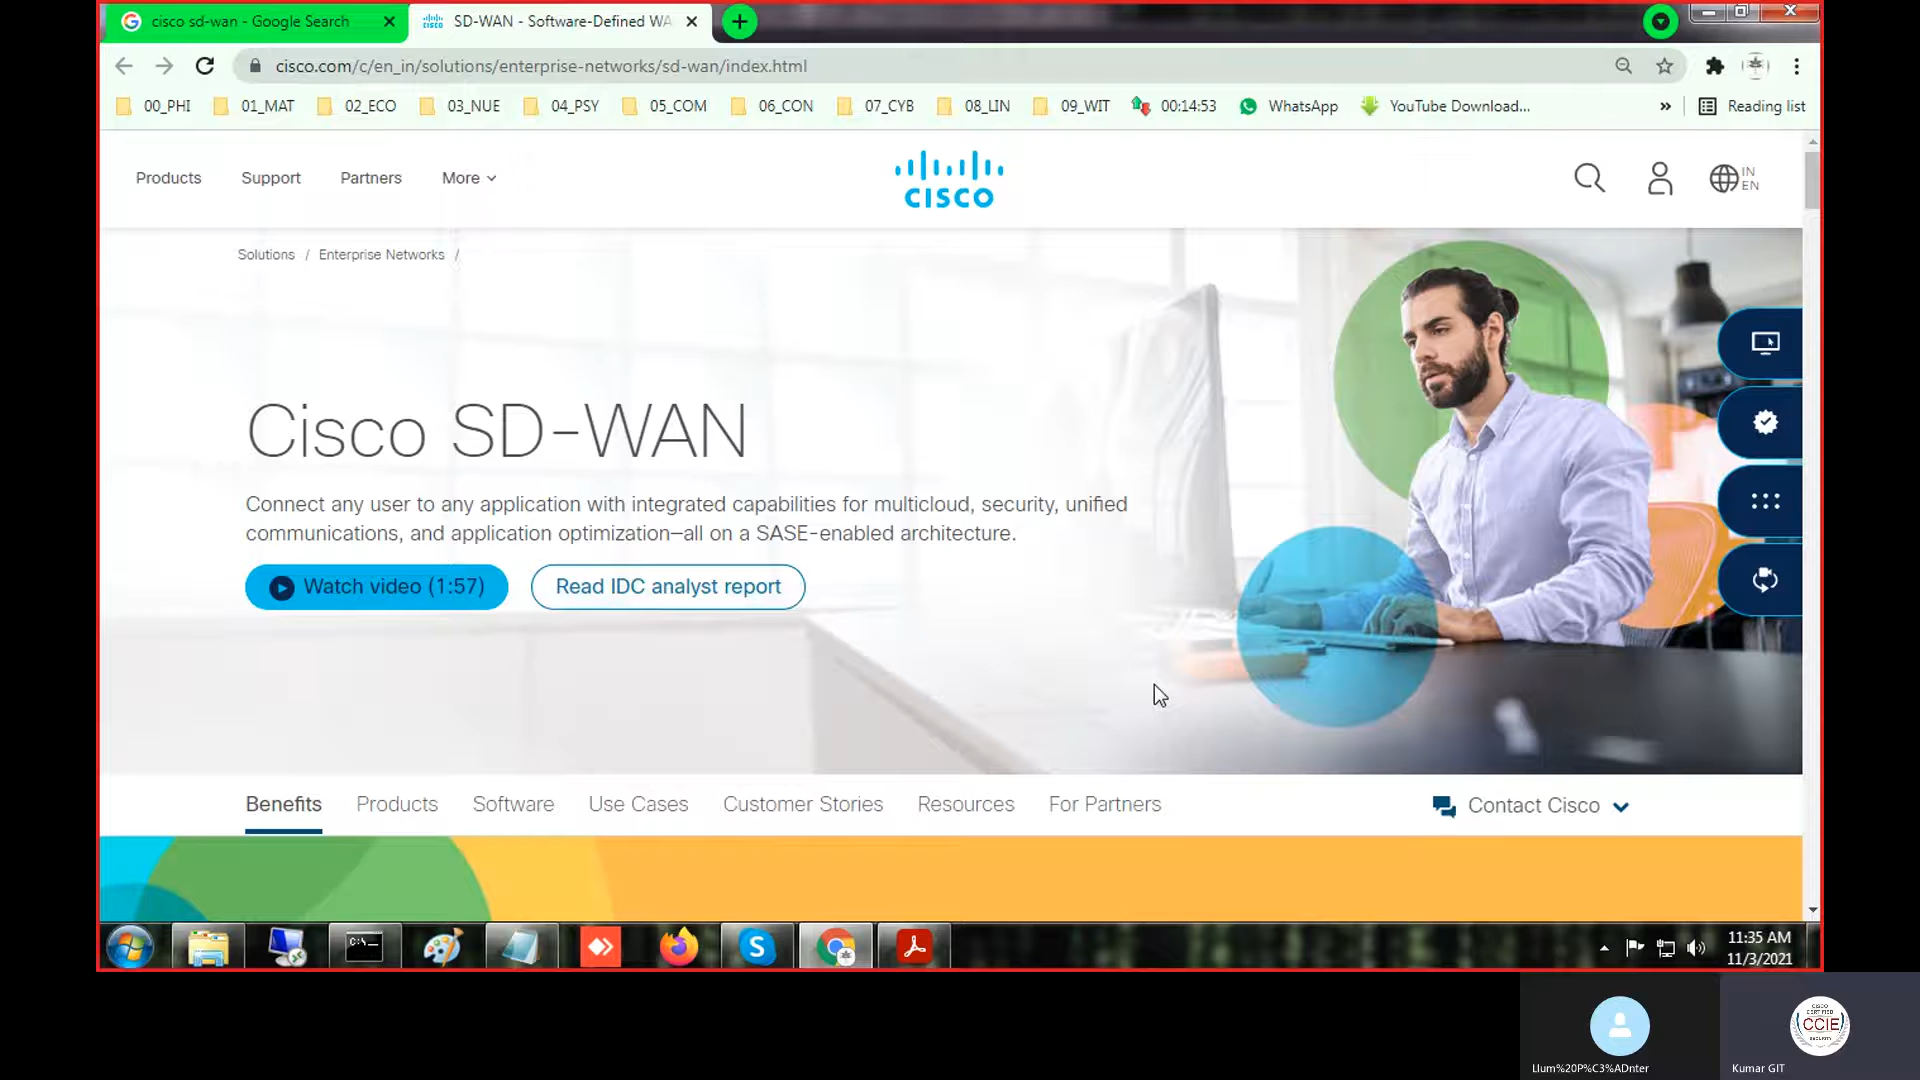 cisco sd-wan - Google Search
SD-WAN - Software-Defined WA
cisco.com/c/en_in/solutions/enterprise-networks/sd-wan/index.html
00_PHI 01_MAT 02_ECO 03_NUE 04_PSY 05_COM 06_CON 07_CYB 08_LIN 09_WIT 00:14:53 WhatsApp YouTube Download... » Reading list
Products Support Partners More
CISCO
IN
EN
Solutions / Enterprise Networks /
Cisco SD-WAN
Connect any user to any application with integrated capabilities for multicloud, security, unified
communications, and application optimization—all on a SASE-enabled architecture.
Watch video (1:57) Read IDC analyst report
Benefits Products Software Use Cases Customer Stories Resources For Partners Contact Cisco
C:\_
11:35 AM
11/3/2021
CISCO
CERTIFIED
CCIE
SECURITY
Llum%20P%C3%ADnter
Kumar GIT